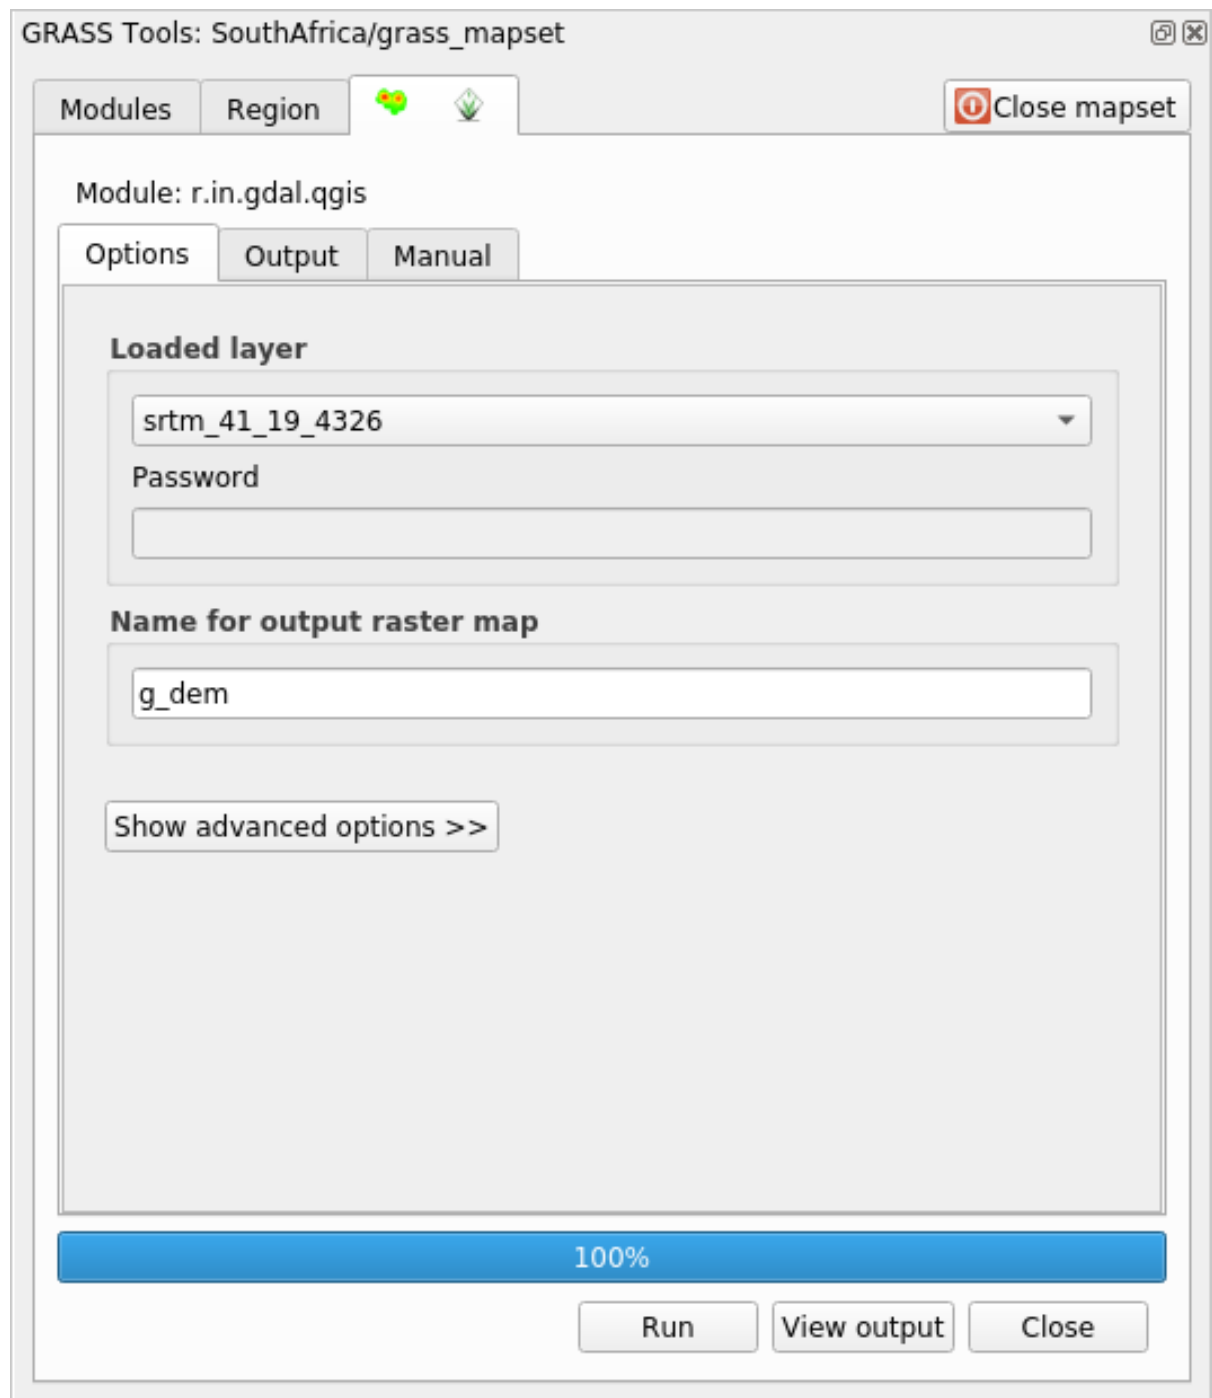 GRASS Tools: SouthAfrica/grass_mapset
Modules Region Close mapset
Module: r.in.gdal.qgis
Options Output Manual
Loaded layer
srtm_41_19_4326
Password
Name for output raster map
g_dem
Show advanced options >>
100%
Run View output Close